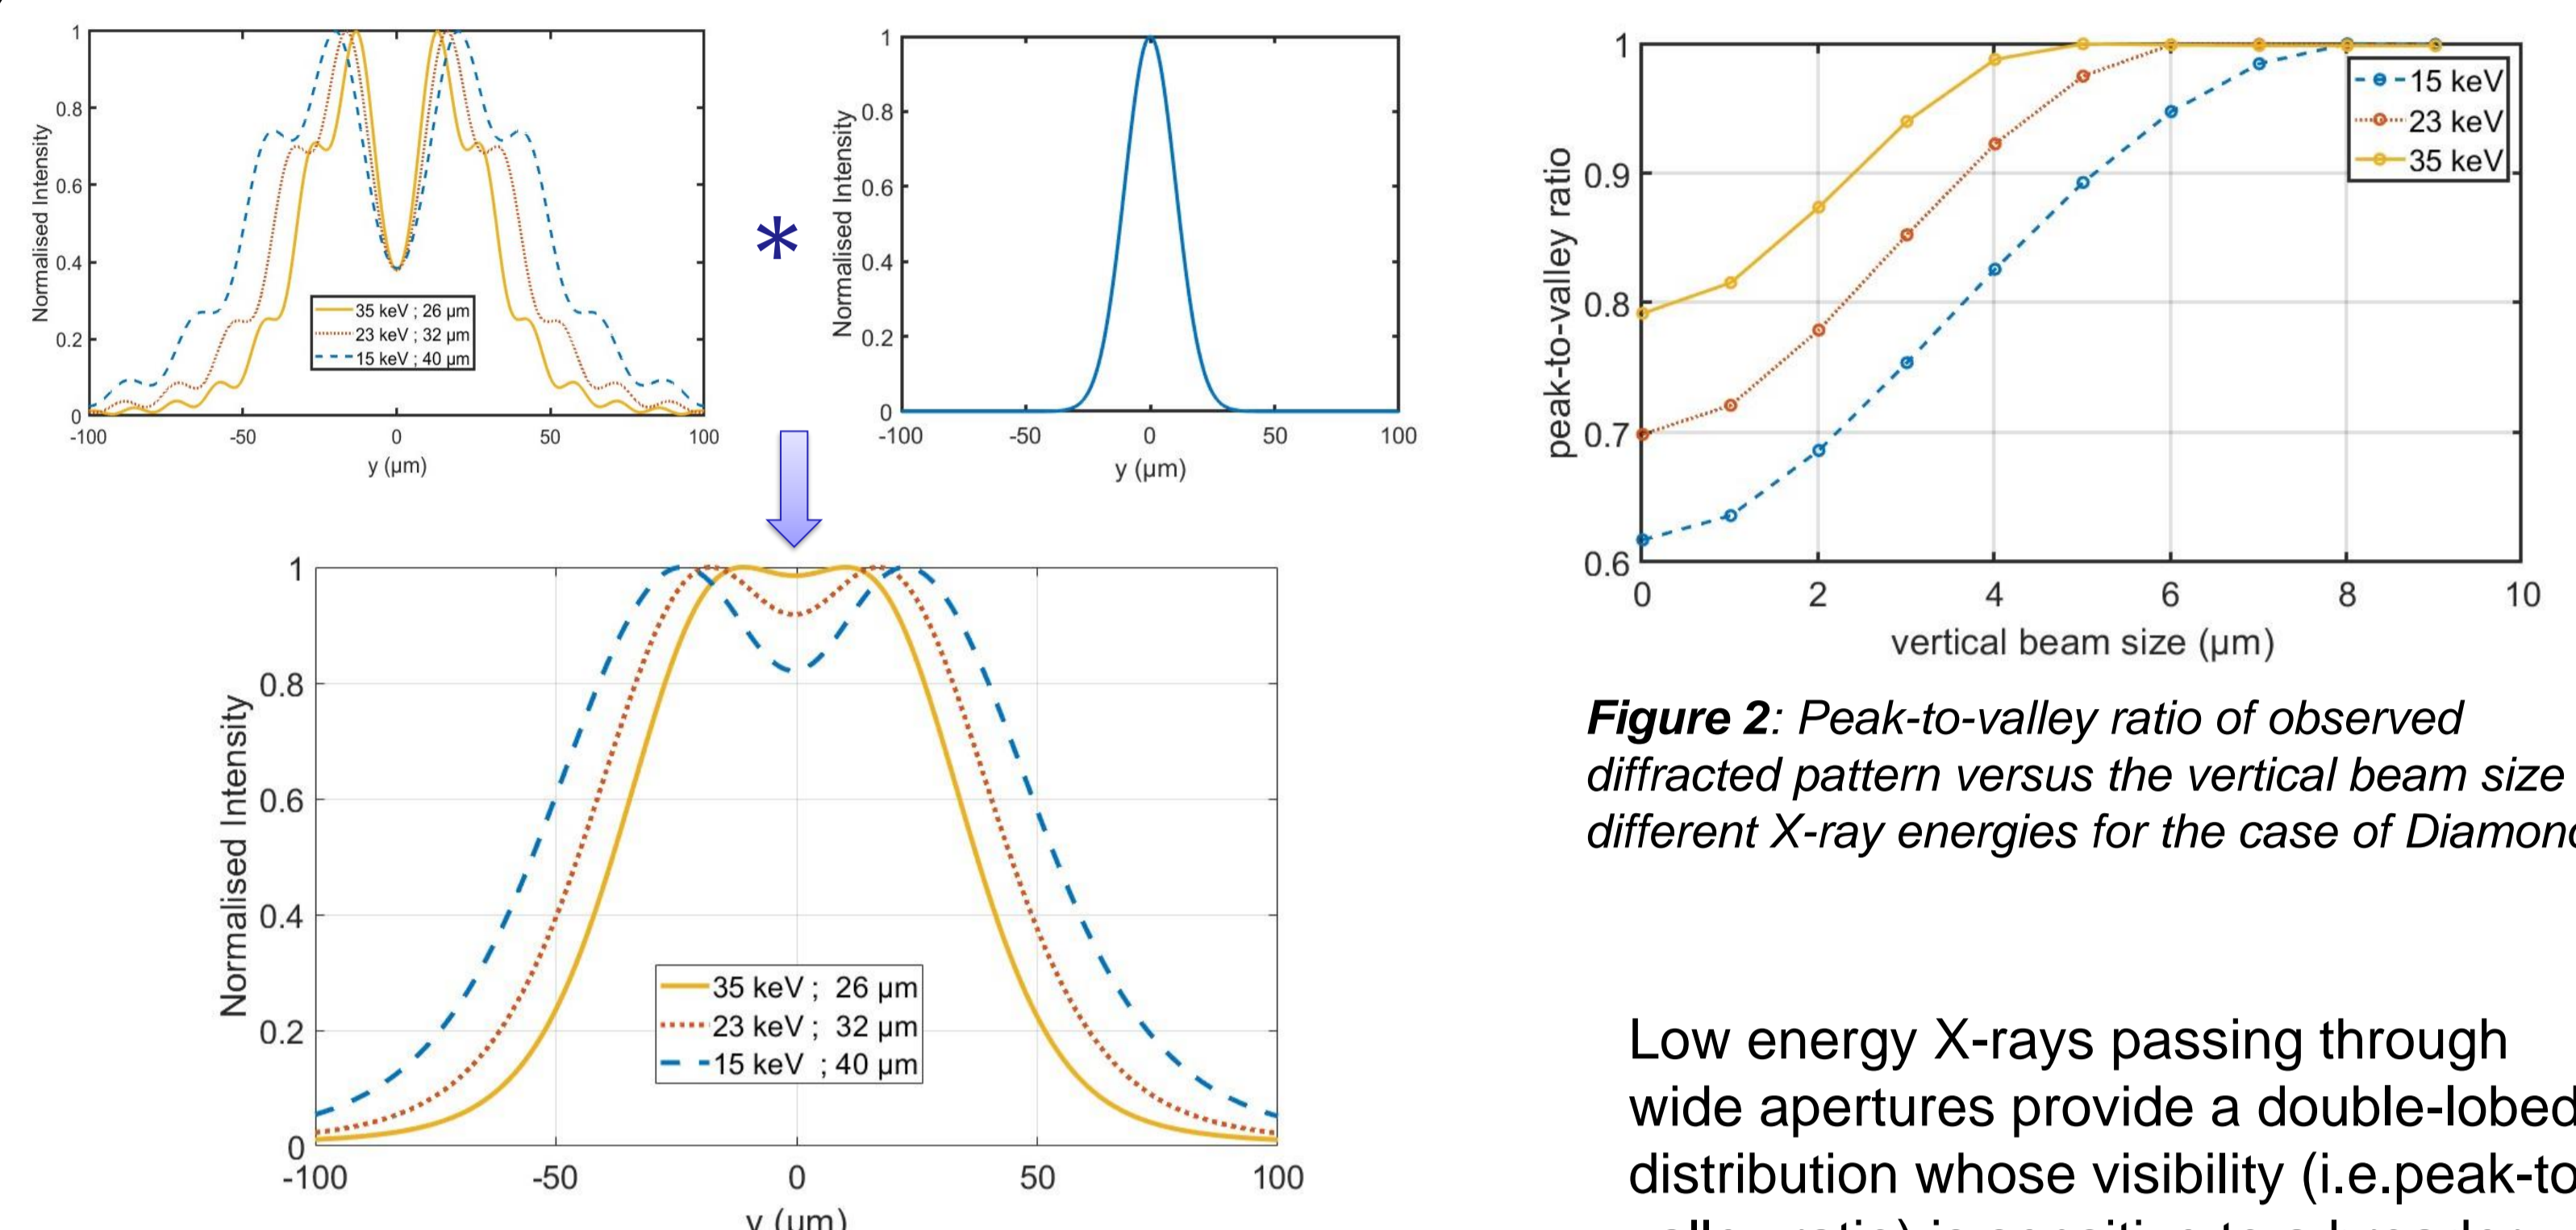 1
0.8
0.6
0.4
0.2
0
Normalised Intensity
35 keV ; 26 µm
23 keV ; 32 µm
15 keV ; 40 µm
-100 -50 0 50 100
y (µm)
*
1
0.8
0.6
0.4
0.2
0
Normalised Intensity
-100 -50 0 50 100
y (µm)
1
0.8
0.6
0.4
0.2
0
Normalised Intensity
35 keV ; 26 µm
23 keV ; 32 µm
15 keV ; 40 µm
-100 -50 0 50 100
y (µm)
1
0.9
0.8
0.7
0.6
peak-to-valley ratio
15 keV
23 keV
35 keV
0 2 4 6 8 10
vertical beam size (µm)
Figure 2: Peak-to-valley ratio of observed
diffracted pattern versus the vertical beam size
different X-ray energies for the case of
Low energy X-rays passing through
wide apertures provide a double-lobed
distribution whose visibility (i.e.peak-to